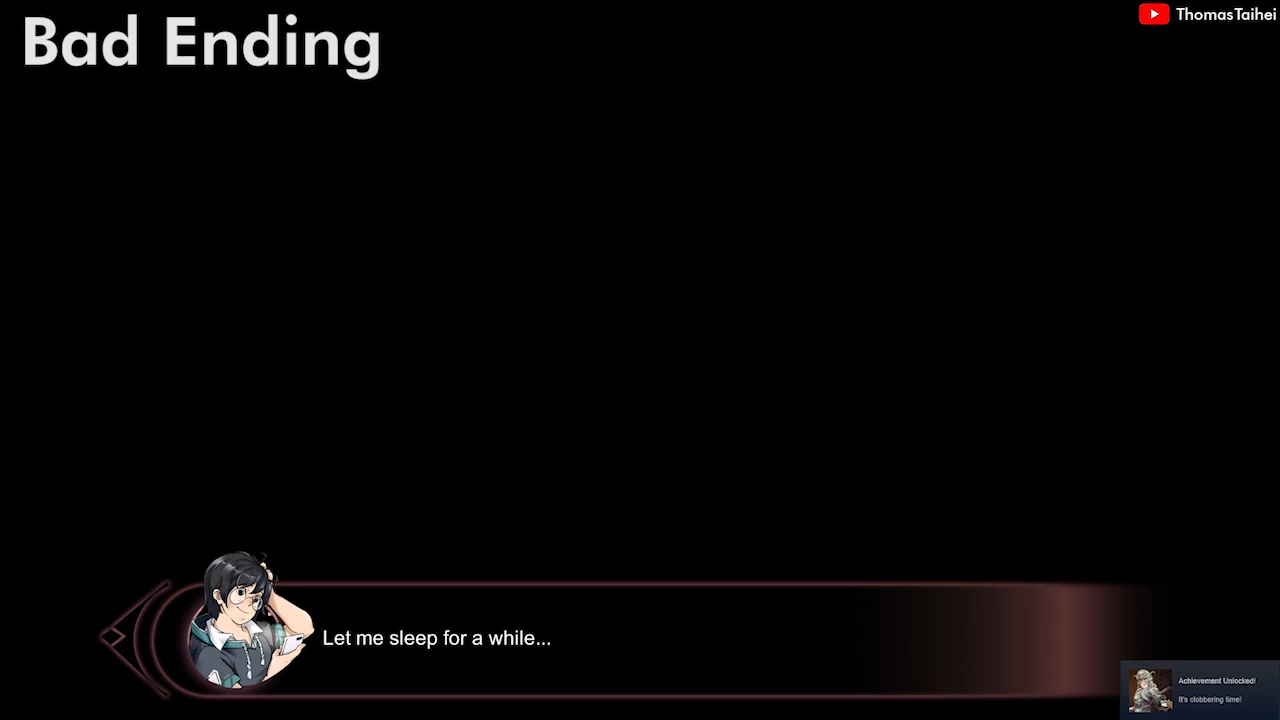 Bad Ending
ThomasTaihei
Let me sleep for a while...
Achievement Unlocked!
It's clobbering time!